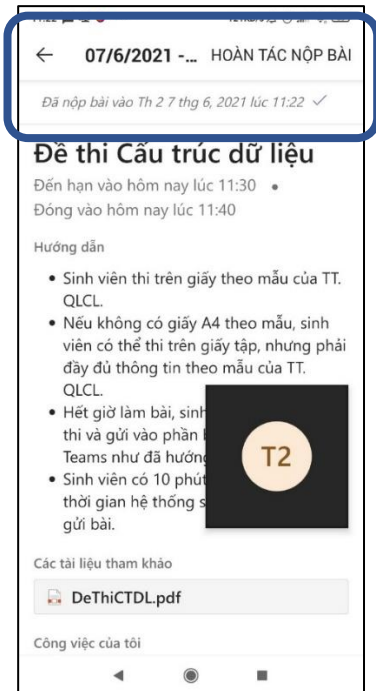 11:22
07/6/2021 -... HOÀN TÁC NỘP BÀI
Đã nộp bài vào Th 2 7 thg 6, 2021 lúc 11:22
Đề thi Cấu trúc dữ liệu
Đến hạn vào hôm nay lúc 11:30 •
Đóng vào hôm nay lúc 11:40
Hướng dẫn
• Sinh viên thi trên giấy theo mẫu của TT.
QLCL.
• Nếu không có giấy A4 theo mẫu, sinh
viên có thể thi trên giấy tập, nhưng phải
đầy đủ thông tin theo mẫu của TT.
QLCL.
• Hết giờ làm bài, sinh
thi và gửi vào phần
Teams như đã hướng
• Sinh viên có 10 phút
thời gian hệ thống
gửi bài.
T2
Các tài liệu tham khảo
DeThiCTDL.pdf
Công việc của tôi